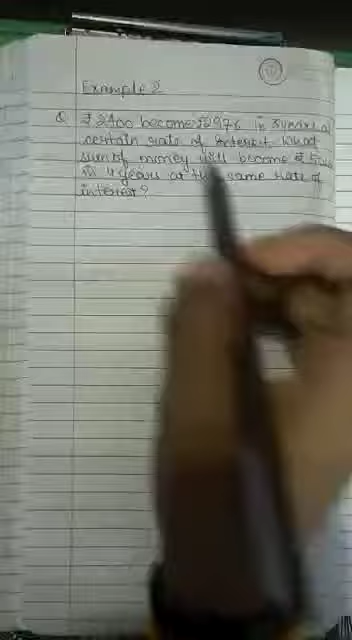 Example 2
Q ₹ 2400 become ₹ 2976 in 3 years at
certain rate of interest. What
sum of money will become ₹
in 4 years at the same rate of
interest?